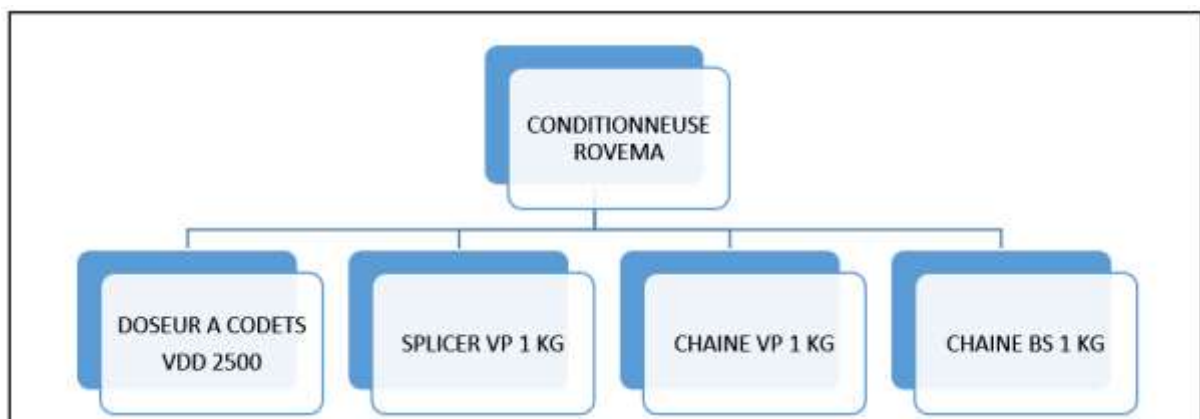 CONDITIONNEUSE
ROVEMA
DOSEUR A CODETS
VDD 2500
SPLICER VP 1 KG
CHAINE VP 1 KG
CHAINE BS 1 KG